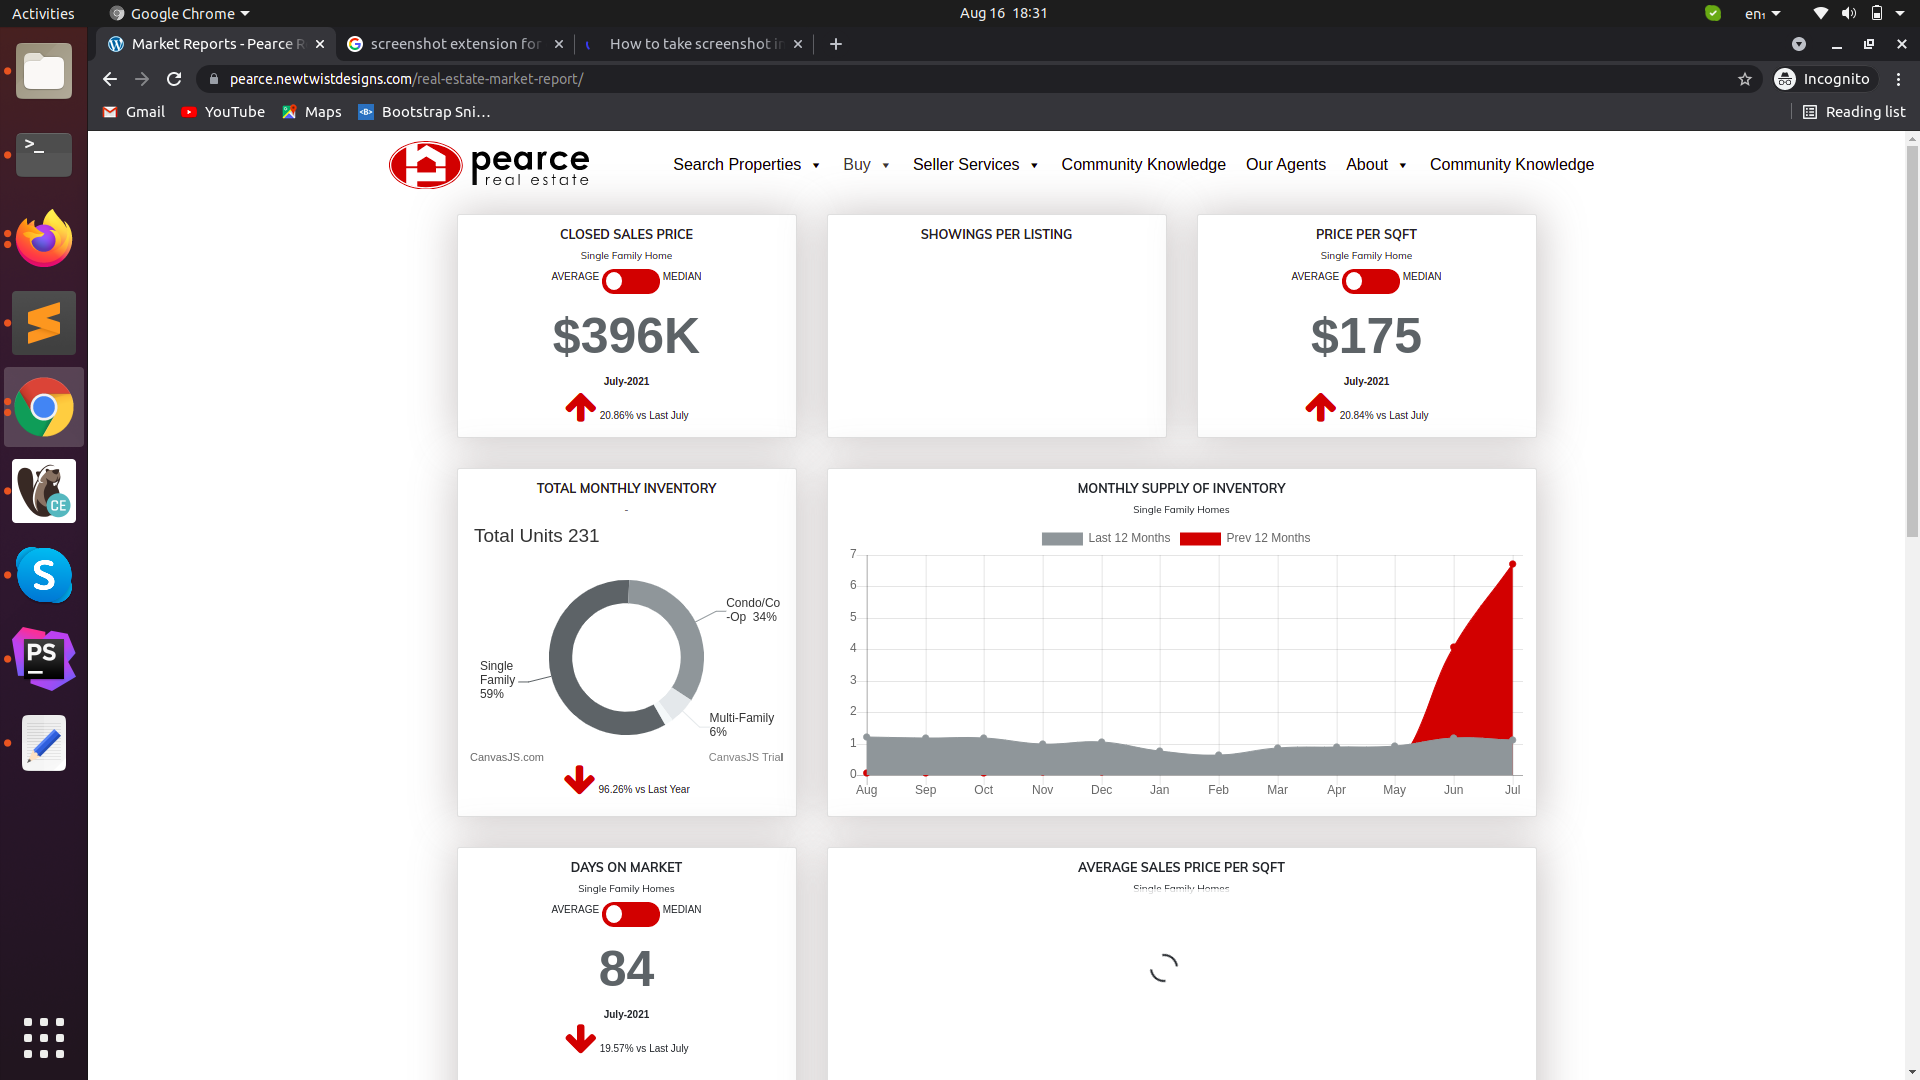 Activities
Google Chrome
Aug 16 18:31
en₁
Market Reports - Pearce R
screenshot extension for
How to take screenshot in
pearce.newtwistdesigns.com/real-estate-market-report/
Incognito
Gmail
YouTube
Maps
Bootstrap Sni...
Reading list
pearce
real estate
Search Properties
Buy
Seller Services
Community Knowledge
Our Agents
About
Community Knowledge
CLOSED SALES PRICE
Single Family Home
AVERAGE MEDIAN
$396K
July-2021
20.86% vs Last July
SHOWINGS PER LISTING
PRICE PER SQFT
Single Family Home
AVERAGE MEDIAN
$175
July-2021
20.84% vs Last July
TOTAL MONTHLY INVENTORY
-
Total Units 231
Condo/Co
-Op 34%
Single
Family
59%
Multi-Family
6%
CanvasJS.com
CanvasJS Trial
96.26% vs Last Year
MONTHLY SUPPLY OF INVENTORY
Single Family Homes
Last 12 Months Prev 12 Months
7
6
5
4
3
2
1
0
Aug Sep Oct Nov Dec Jan Feb Mar Apr May Jun Jul
DAYS ON MARKET
Single Family Homes
AVERAGE MEDIAN
84
July-2021
19.57% vs Last July
AVERAGE SALES PRICE PER SQFT
Single Family Homes
>_
CE
S
PS